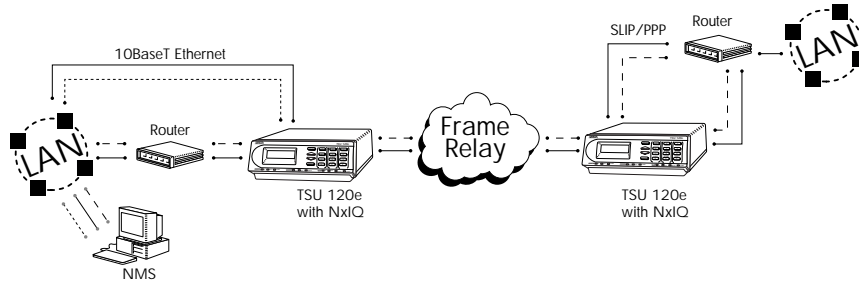 10BaseT Ethernet
SLIP/PPP
Router
LAN
LAN
Router
Frame
Relay
TSU 120e
with NxIQ
TSU 120e
with NxIQ
NMS